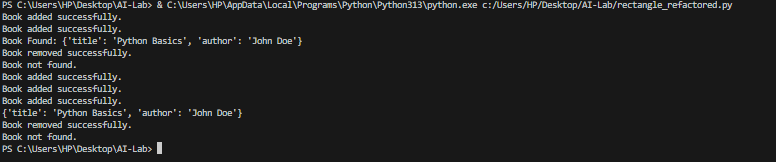 PS C:\Users\HP\Desktop\AI-Lab> & C:\Users\HP\AppData\Local\Programs\Python\Python313\python.exe c:/Users/HP/Desktop/AI-Lab/rectangle_refactored.py
Book added successfully.
Book added successfully.
Book Found: {'title': 'Python Basics', 'author': 'John Doe'}
Book removed successfully.
Book not found.
Book added successfully.
Book added successfully.
Book added successfully.
{'title': 'Python Basics', 'author': 'John Doe'}
Book removed successfully.
Book not found.
PS C:\Users\HP\Desktop\AI-Lab>